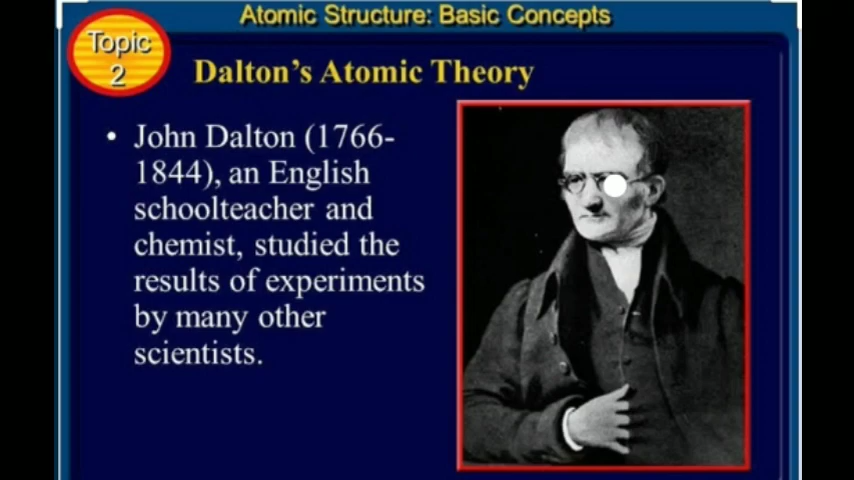 Atomic Structure: Basic Concepts
Topic
2
Dalton's Atomic Theory
• John Dalton (1766-
1844), an English
schoolteacher and
chemist, studied the
results of experiments
by many other
scientists.